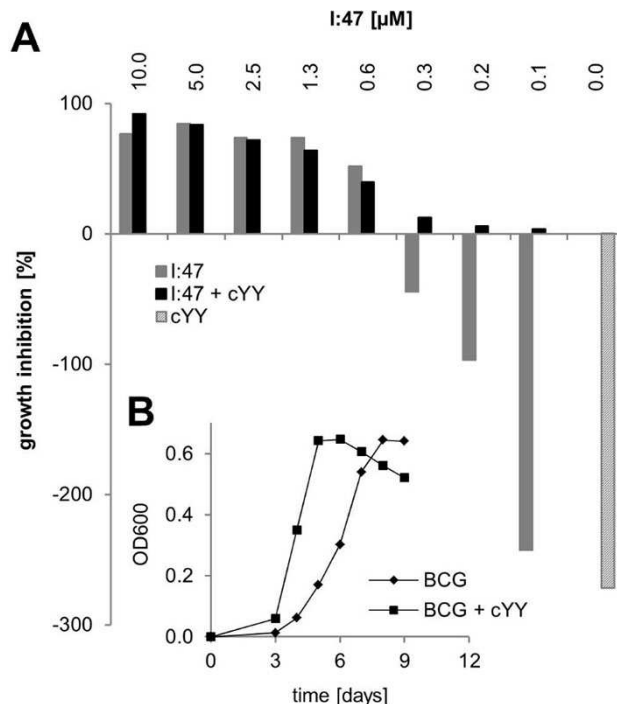 I:47 [µM]
A
10.0 5.0 2.5 1.3 0.6 0.3 0.2 0.1 0.0
100
0
-100
-200
-300
growth inhibition [%]
I:47
I:47 + cYY
cYY
B
0.6
0.4
0.2
0.0
OD600
BCG
BCG + cYY
0 3 6 9 12
time [days]